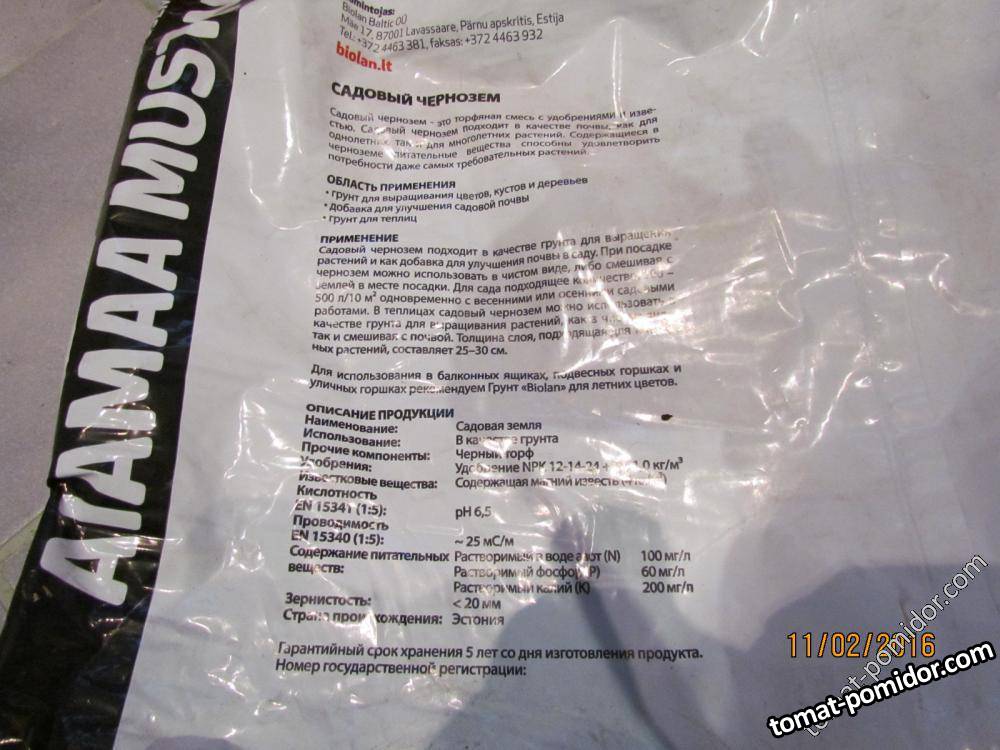 AIAMAA MUST
Biolan Baltic OÜ
Mäe 17, 87001 Lavassaare, Pärnu apskritis, Estija
Tel. +372 4463 381, faksas: +372 4463 932
biolan.lt
САДОВЫЙ ЧЕРНОЗЕМ
Садовый чернозем - это торфяная смесь с удобрениями и изве-
стью. Садовый чернозем подходит в качестве почвы, как для
однолетних, так и для многолетних растений. Содержащиеся в
черноземе питательные вещества способны удовлетворить
потребности даже самых требовательных растений.
ОБЛАСТЬ ПРИМЕНЕНИЯ
• грунт для выращивания цветов, кустов и деревьев
• добавка для улучшения садовой почвы
• грунт для теплиц
ПРИМЕНЕНИЕ
Садовый чернозем подходит в качестве грунта для выращения
растений и как добавка для улучшения почвы в саду. При посадке
чернозем можно использовать в чистом виде, либо смешивая с
землей в месте посадки. Для сада подходящее количество
500 л/10 м² одновременно с весенними или осенними садовыми
работами. В теплицах садовый чернозем можно использовать в
качестве грунта для выращивания растений, как в
так и смешивая с почвой. Толщина слоя, подходящая для
ных растений, составляет 25–30 см.
Для использования в балконных ящиках, подвесных горшках и
уличных горшках рекомендуем Грунт «Biolan» для летних цветов.
ОПИСАНИЕ ПРОДУКЦИИ
Наименование: Садовая земля
Использование: В качестве грунта
Прочие компоненты: Черный торф
Удобрения: Удобрение NPK 12-14-24 кг/м³
Известковые вещества: Содержащая магний известь
Кислотность
EN 15341 (1:5): pH 6,5
Проводимость
EN 15340 (1:5): ~ 25 мС/м
Содержание питательных Растворимый в воде азот (N) 100 мг/л
веществ: Растворимый фосфор (P) 60 мг/л
Растворимый калий (K) 200 мг/л
Зернистость: < 20 мм
Страна происхождения: Эстония
Гарантийный срок хранения 5 лет со дня изготовления продукта.
Номер государственной регистрации:
11/02/2016
tomat-pomidor.com
tomat-pomidor.com